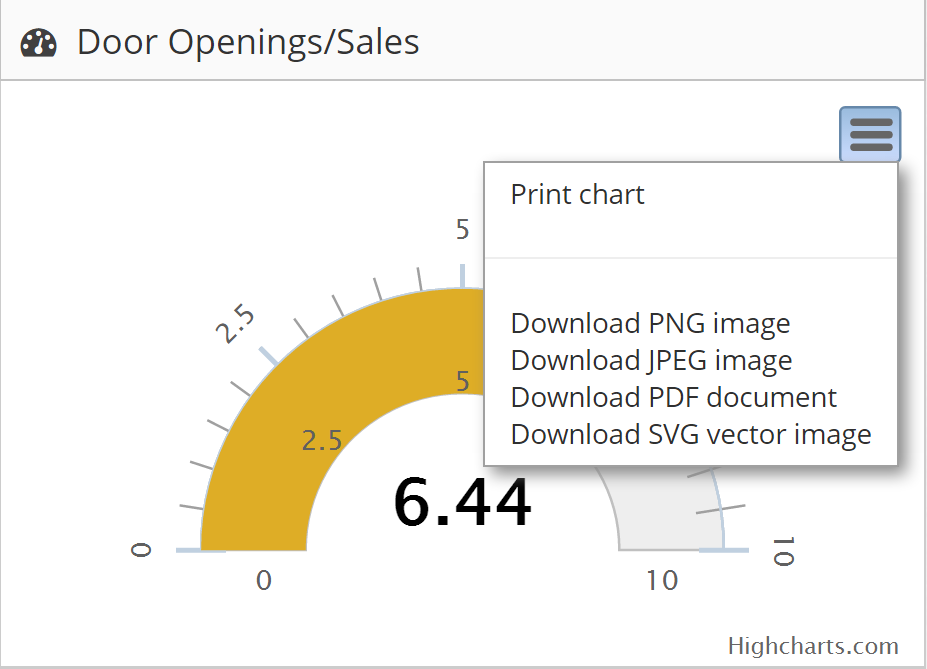 Door Openings/Sales
Print chart
5
2.5
Download PNG image
Download JPEG image
5
Download PDF document
2.5
Download SVG vector image
6.44
0
10
0
10
Highcharts.com